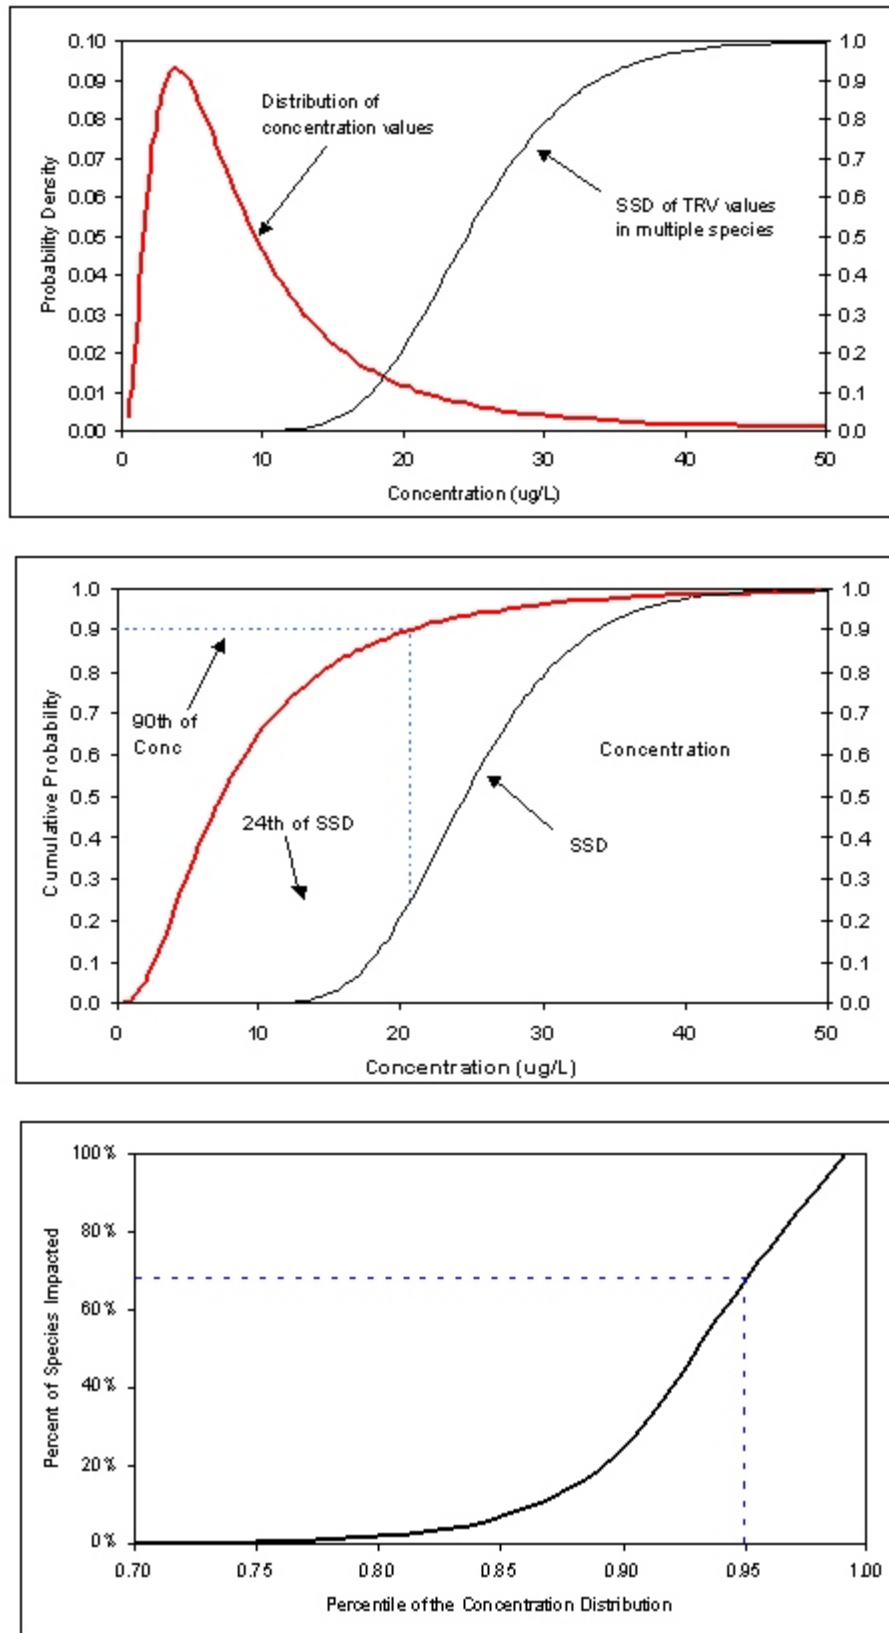 0.10
0.09
0.08
0.07
0.06
0.05
0.04
0.03
0.02
0.01
0.00
Probability Density
Distribution of
concentration values
SSD of TRV values
in multiple species
1.0
0.9
0.8
0.7
0.6
0.5
0.4
0.3
0.2
0.1
0.0
0 10 20 30 40 50
Concentration (ug/L)
1.0
0.9
0.8
0.7
0.6
0.5
0.4
0.3
0.2
0.1
0.0
Cumulative Probability
90th of
Conc
24th of SSD
Concentration
SSD
1.0
0.9
0.8
0.7
0.6
0.5
0.4
0.3
0.2
0.1
0.0
0 10 20 30 40 50
Concentration (ug/L)
100%
80%
60%
40%
20%
0%
Percent of Species Impacted
0.70 0.75 0.80 0.85 0.90 0.95 1.00
Percentile of the Concentration Distribution